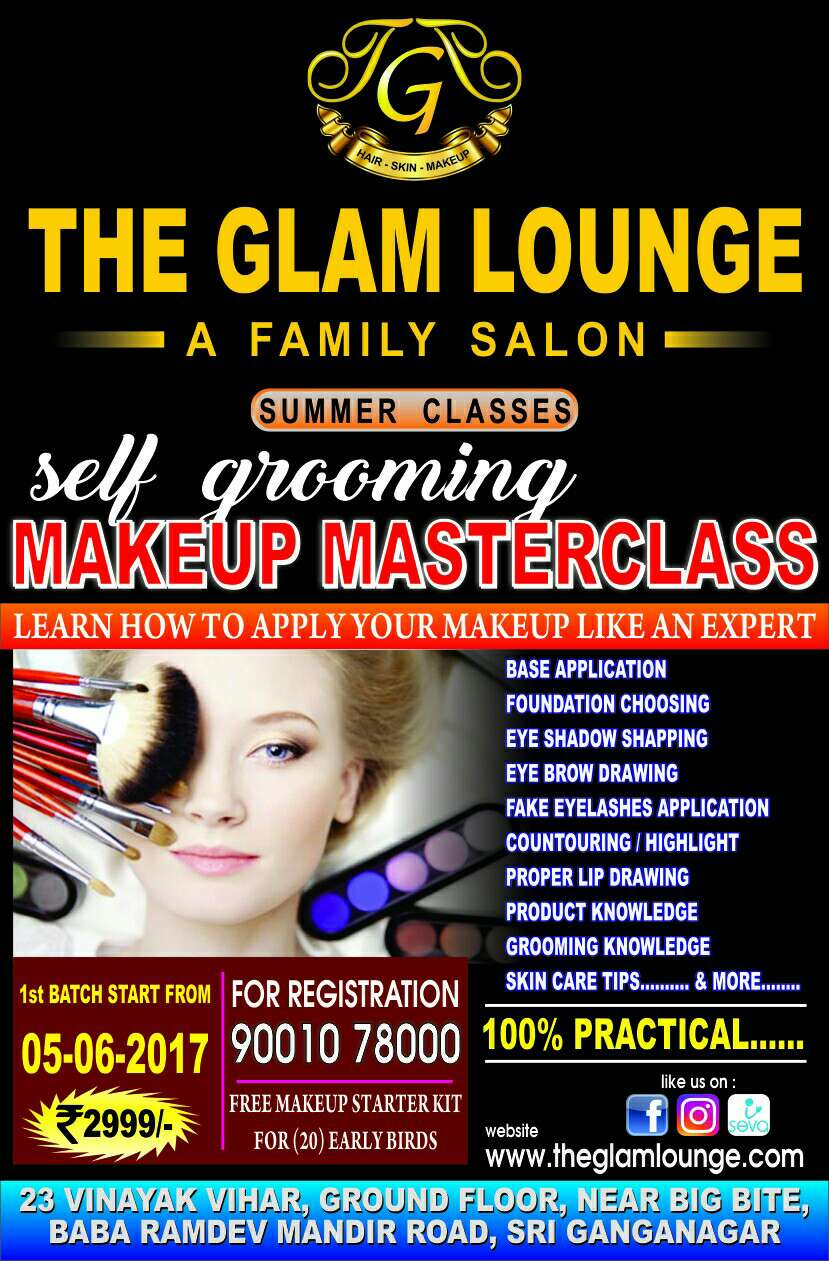 TGR
HAIR - SKIN - MAKEUP
THE GLAM LOUNGE
A FAMILY SALON
SUMMER CLASSES
self grooming
MAKEUP MASTERCLASS
LEARN HOW TO APPLY YOUR MAKEUP LIKE AN EXPERT
BASE APPLICATION
FOUNDATION CHOOSING
EYE SHADOW SHAPPING
EYE BROW DRAWING
FAKE EYELASHES APPLICATION
COUNTOURING / HIGHLIGHT
PROPER LIP DRAWING
PRODUCT KNOWLEDGE
GROOMING KNOWLEDGE
SKIN CARE TIPS.......... & MORE........
100% PRACTICAL......
1st BATCH START FROM
05-06-2017
₹2999/-
FOR REGISTRATION
90010 78000
FREE MAKEUP STARTER KIT
FOR (20) EARLY BIRDS
like us on :
f
seva
website
www.theglamlounge.com
23 VINAYAK VIHAR, GROUND FLOOR, NEAR BIG BITE,
BABA RAMDEV MANDIR ROAD, SRI GANGANAGAR